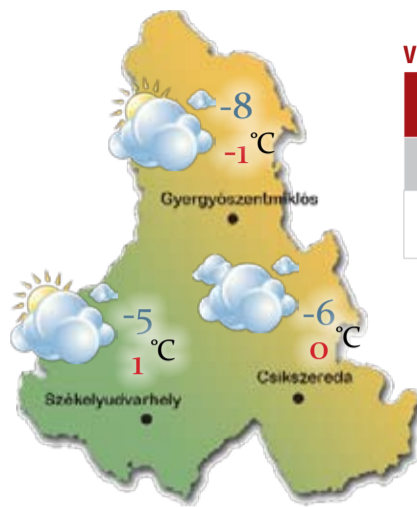 V
-8
-1 °C
Gyergyószentmiklós
-5
1 °C
-6
0 °C
Csíkszereda
Székelyudvarhely